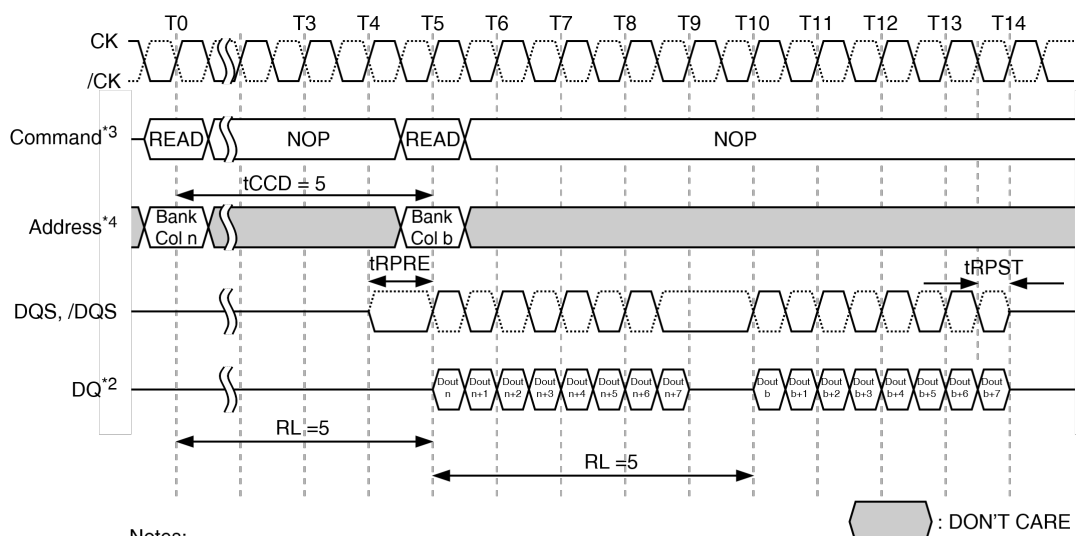 T0 T3 T4 T5 T6 T7 T8 T9 T10 T11 T12 T13 T14
CK
/CK
Command*3 READ NOP READ NOP
tCCD = 5
Address*4 Bank Col n Bank Col b
tRPRE tRPST
DQS, /DQS
DQ*2 Dout n Dout n+1 Dout n+2 Dout n+3 Dout n+4 Dout n+5 Dout n+6 Dout n+7 Dout b Dout b+1 Dout b+2 Dout b+3 Dout b+4 Dout b+5 Dout b+6 Dout b+7
RL =5
RL =5
: DON'T CARE
Notes: